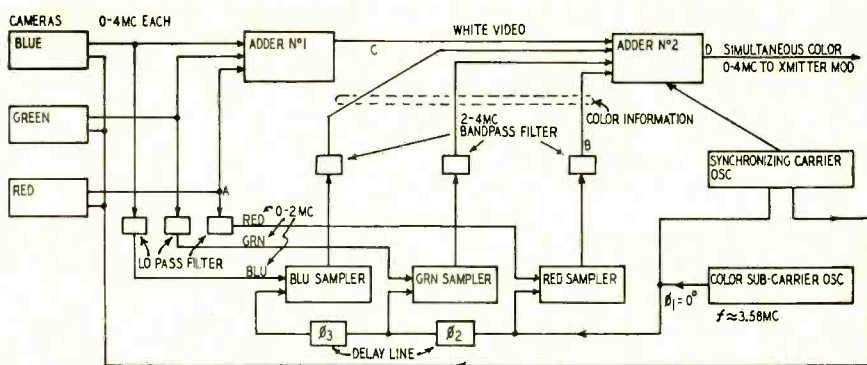 CAMERAS
0-4MC EACH
BLUE
ADDER Nº1
WHITE VIDEO
C
ADDER Nº2
D
SIMULTANEOUS COLOR
0-4MC TO XMITTER MOD
GREEN
2-4MC
BANDPASS FILTER
COLOR INFORMATION
B
SYNCHRONIZING CARRIER
OSC
RED
A
RED
0-2MC
GRN
LO PASS FILTER
BLU
BLU SAMPLER
GRN SAMPLER
RED SAMPLER
COLOR SUB-CARRIER OSC
Ø1=0°
f≈3.58MC
Ø3
Ø2
DELAY LINE